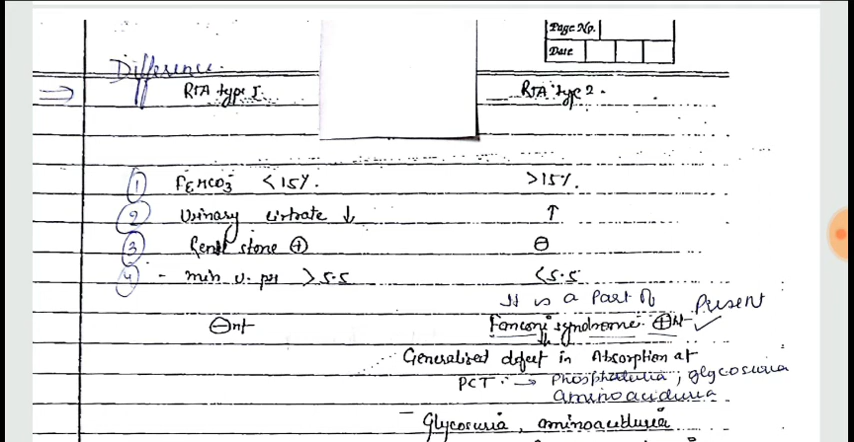 Page No.
Date
Difference.
⇒ RTA type I. RTA type 2.
① FEHCO3⁻ <15%. >15%.
② Urinary citrate ↓ ↑
③ Renal stone ⊕ ⊖
④ - min U. pH >5.5 <5.5
It is a Part of
⊖nt Fanconi syndrome. ⊕nt Present ✓
↓
Generalised defect in Absorption at
PCT. → Phosphaturia, glycosuria
aminoaciduria
- Glycosuria, aminoaciduria